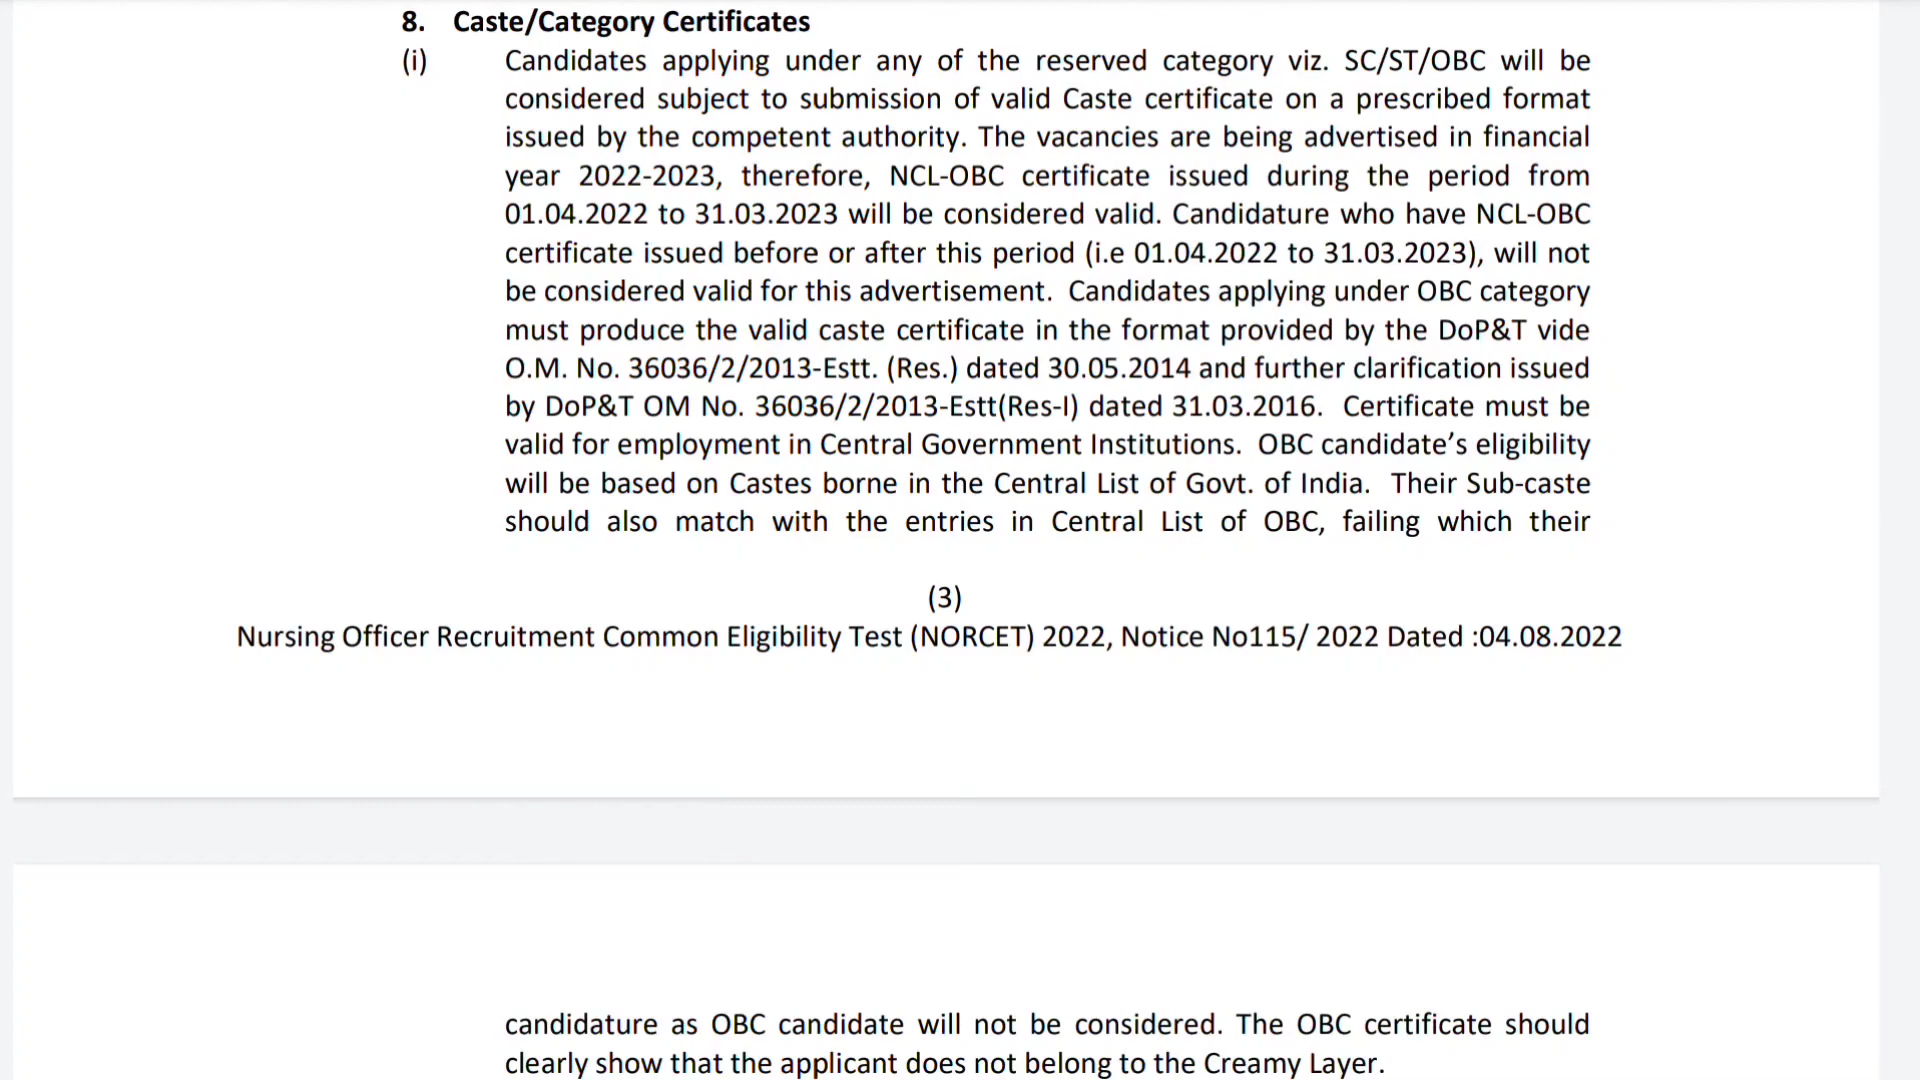 8. Caste/Category Certificates
(i) Candidates applying under any of the reserved category viz. SC/ST/OBC will be
considered subject to submission of valid Caste certificate on a prescribed format
issued by the competent authority. The vacancies are being advertised in financial
year 2022-2023, therefore, NCL-OBC certificate issued during the period from
01.04.2022 to 31.03.2023 will be considered valid. Candidature who have NCL-OBC
certificate issued before or after this period (i.e 01.04.2022 to 31.03.2023), will not
be considered valid for this advertisement. Candidates applying under OBC category
must produce the valid caste certificate in the format provided by the DoP&T vide
O.M. No. 36036/2/2013-Estt. (Res.) dated 30.05.2014 and further clarification issued
by DoP&T OM No. 36036/2/2013-Estt(Res-I) dated 31.03.2016. Certificate must be
valid for employment in Central Government Institutions. OBC candidate’s eligibility
will be based on Castes borne in the Central List of Govt. of India. Their Sub-caste
should also match with the entries in Central List of OBC, failing which their
(3)
Nursing Officer Recruitment Common Eligibility Test (NORCET) 2022, Notice No115/ 2022 Dated :04.08.2022
candidature as OBC candidate will not be considered. The OBC certificate should
clearly show that the applicant does not belong to the Creamy Layer.